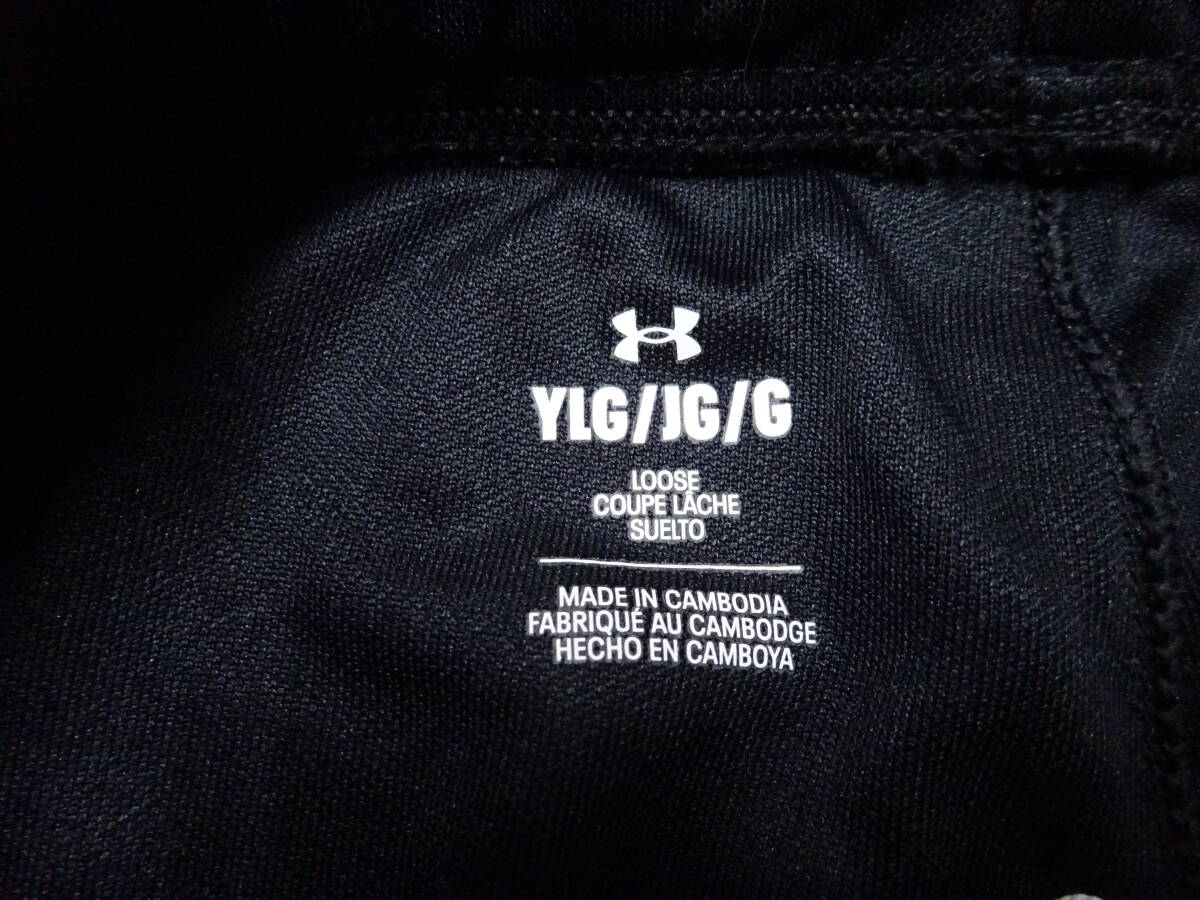 YLG/JG/G
LOOSE
COUPE LÂCHE
SUELTO
MADE IN CAMBODIA
FABRIQUÉ AU CAMBODGE
HECHO EN CAMBOYA